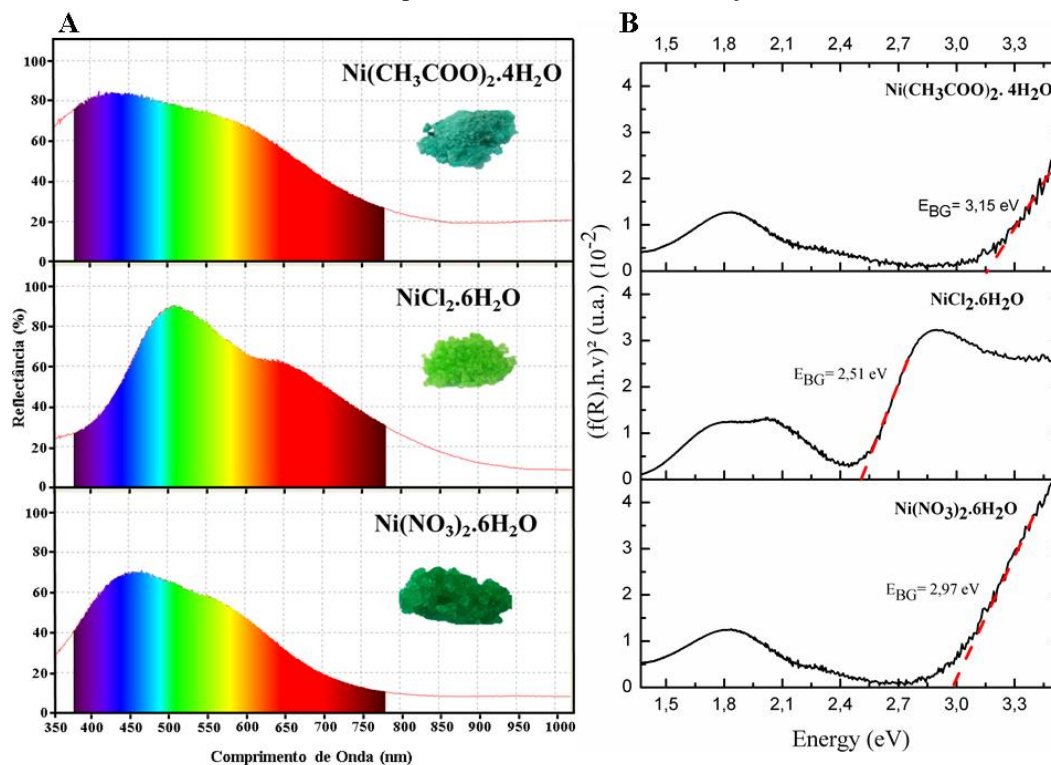 A
Ni(CH3COO)2.4H2O
NiCl2.6H2O
Ni(NO3)2.6H2O
Reflectância (%)
100
80
60
40
20
0
100
80
60
40
20
0
100
80
60
40
20
0
350 400 450 500 550 600 650 700 750 800 850 900 950 1000
Comprimento de Onda (nm)
B
1,5 1,8 2,1 2,4 2,7 3,0 3,3
Ni(CH3COO)2. 4H2O
EBG= 3,15 eV
NiCl2.6H2O
EBG= 2,51 eV
Ni(NO3)2.6H2O
EBG= 2,97 eV
(f(R).h.v)² (u.a.) (10⁻²)
4
3
2
1
0
4
3
2
1
0
4
3
2
1
0
1,5 1,8 2,1 2,4 2,7 3,0 3,3
Energy (eV)